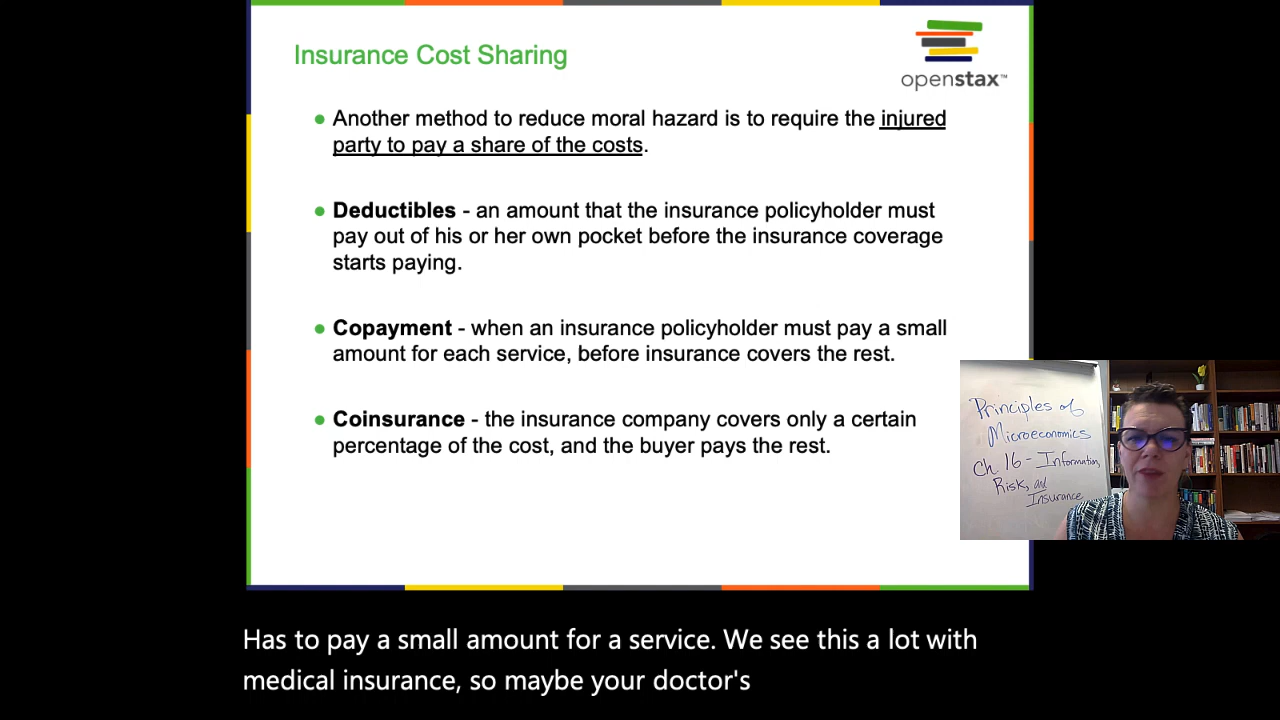 Insurance Cost Sharing
openstax™
● Another method to reduce moral hazard is to require the injured
party to pay a share of the costs.
● Deductibles - an amount that the insurance policyholder must
pay out of his or her own pocket before the insurance coverage
starts paying.
● Copayment - when an insurance policyholder must pay a small
amount for each service, before insurance covers the rest.
● Coinsurance - the insurance company covers only a certain
percentage of the cost, and the buyer pays the rest.
Principles of
Microeconomics
Ch 16 - Information,
Risk, and
Insurance
Has to pay a small amount for a service. We see this a lot with
medical insurance, so maybe your doctor's